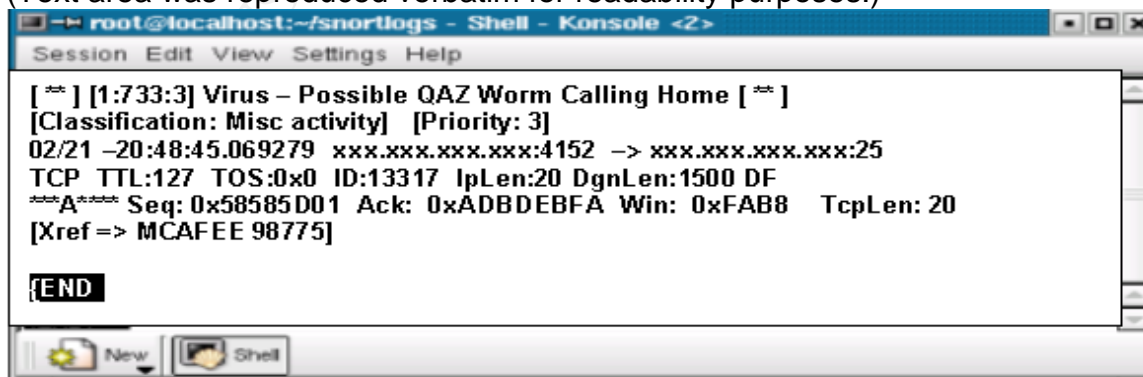 (Text area was reproduced verbatim for readability purposes.)
root@localhost:~/snortlogs - Shell - Konsole <2>
Session Edit View Settings Help
[ ** ] [1:733:3] Virus – Possible QAZ Worm Calling Home [ ** ]
[Classification: Misc activity] [Priority: 3]
02/21 –20:48:45.069279 xxx.xxx.xxx.xxx:4152 –> xxx.xxx.xxx.xxx:25
TCP TTL:127 TOS:0x0 ID:13317 IpLen:20 DgnLen:1500 DF
***A**** Seq: 0x58585D01 Ack: 0xADBDEBFA Win: 0xFAB8 TcpLen: 20
[Xref => MCAFEE 98775]
{END
New Shell